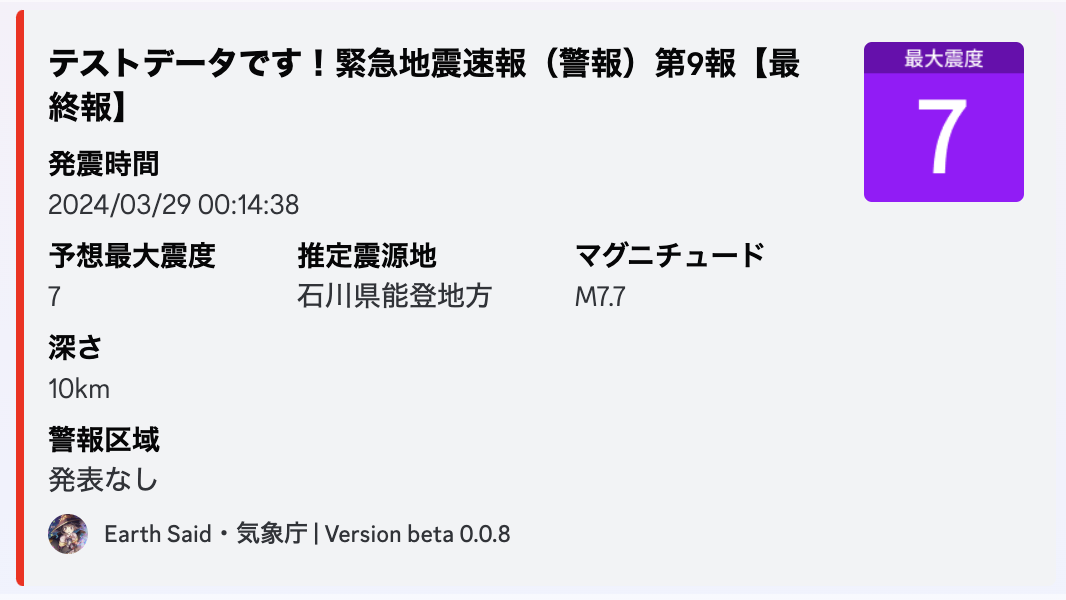 テストデータです！緊急地震速報（警報）第9報【最
終報】
最大震度
7
発震時間
2024/03/29 00:14:38
予想最大震度 推定震源地 マグニチュード
7 石川県能登地方 M7.7
深さ
10km
警報区域
発表なし
Earth Said・気象庁 | Version beta 0.0.8